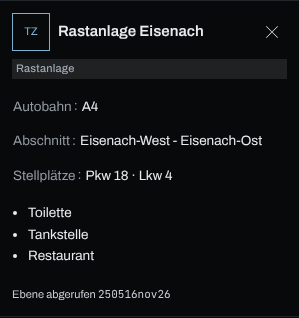 TZ
Rastanlage Eisenach
Rastanlage
Autobahn: A4
Abschnitt: Eisenach-West - Eisenach-Ost
Stellplätze: Pkw 18 · Lkw 4
• Toilette
• Tankstelle
• Restaurant
Ebene abgerufen 250516nov26